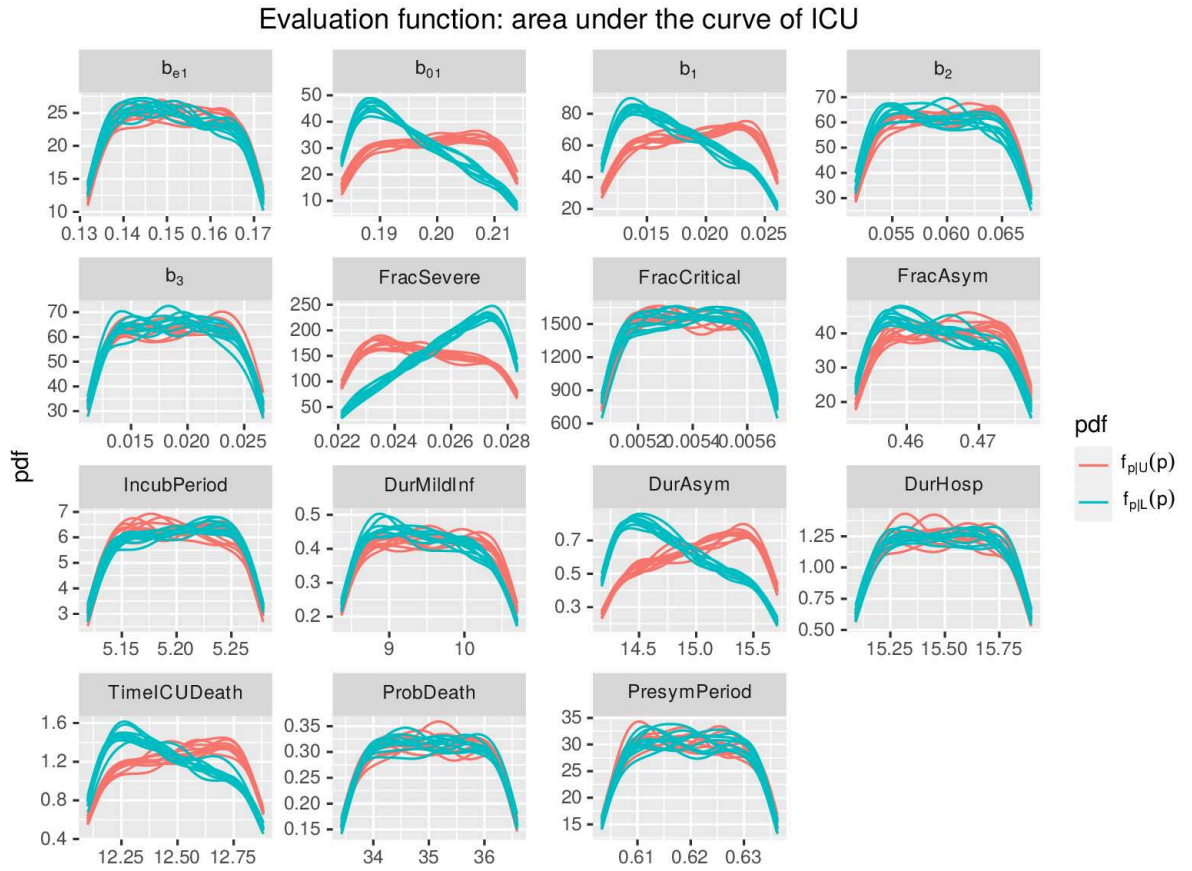 Evaluation function: area under the curve of ICU
b_e1 b_01 b_1 b_2
25 20 15 10
0.13 0.14 0.15 0.16 0.17
50 40 30 20 10
0.19 0.20 0.21
80 60 40 20
0.015 0.020 0.025
70 60 50 40 30
0.055 0.060 0.065
b_3 FracSevere FracCritical FracAsym
70 60 50 40 30
0.015 0.020 0.025
250 200 150 100 50
0.022 0.024 0.026 0.028
1500 1200 900 600
0.0052 0.0054 0.0056
40 30 20
0.46 0.47
IncubPeriod DurMildInf DurAsym DurHosp
7 6 5 4 3
5.15 5.20 5.25
0.5 0.4 0.3 0.2
9 10
0.7 0.5 0.3
14.5 15.0 15.5
1.25 1.00 0.75 0.50
15.25 15.50 15.75
TimeICUDeath ProbDeath PresymPeriod
1.6 1.2 0.8 0.4
12.25 12.50 12.75
0.35 0.30 0.25 0.20 0.15
34 35 36
35 30 25 20 15
0.61 0.62 0.63
pdf
pdf
f_p|U(p)
f_p|L(p)